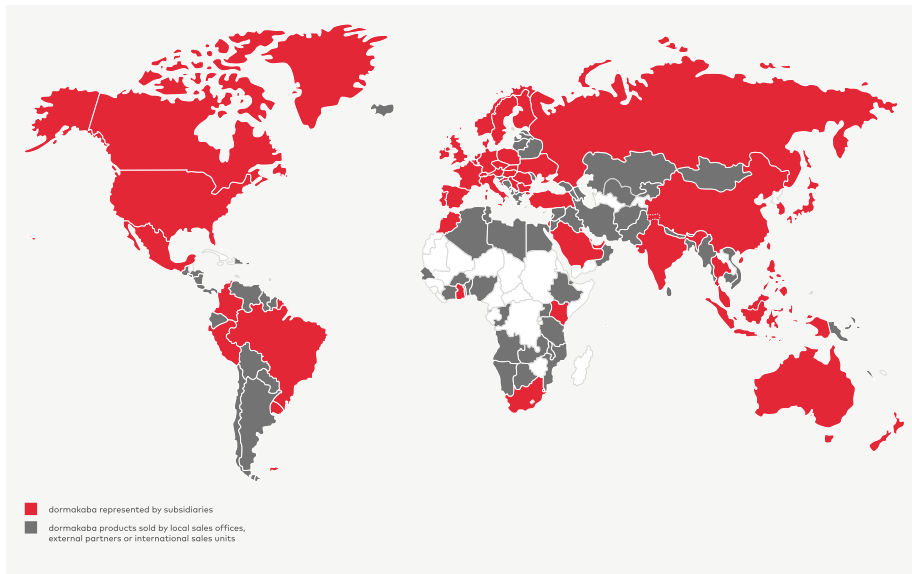 dormakaba represented by subsidiaries
dormakaba products sold by local sales offices,
external partners or international sales units